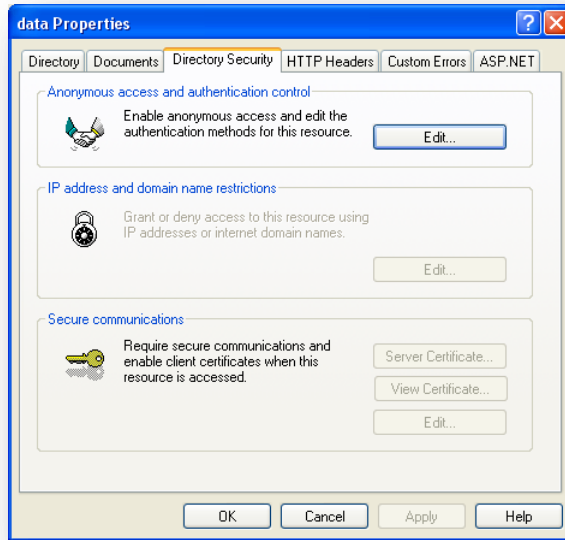 data Properties
Directory Documents Directory Security HTTP Headers Custom Errors ASP.NET
Anonymous access and authentication control
Enable anonymous access and edit the
authentication methods for this resource.
Edit...
IP address and domain name restrictions
Grant or deny access to this resource using
IP addresses or internet domain names.
Edit...
Secure communications
Require secure communications and
enable client certificates when this
resource is accessed.
Server Certificate...
View Certificate...
Edit...
OK Cancel Apply Help